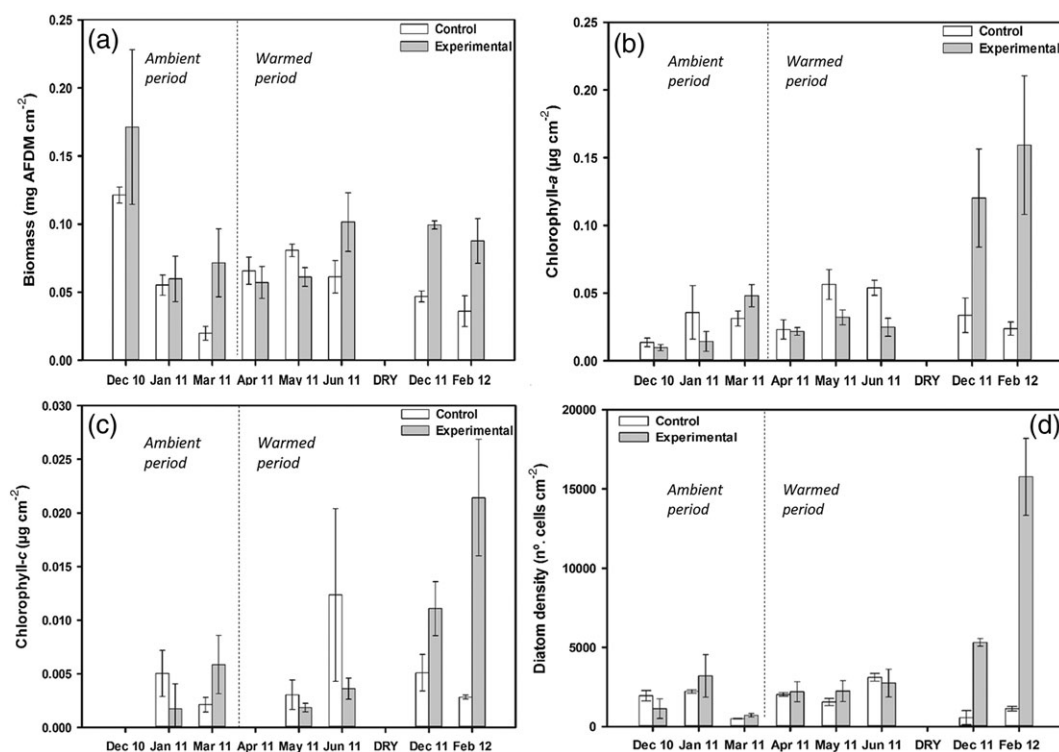 (a)
Control
Experimental
Ambient period
Warmed period
Biomass (mg AFDM cm⁻²)
0.25
0.20
0.15
0.10
0.05
0.00
Dec 10 Jan 11 Mar 11 Apr 11 May 11 Jun 11 DRY Dec 11 Feb 12
(b)
Control
Experimental
Ambient period
Warmed period
Chlorophyll-a (µg cm⁻²)
0.25
0.20
0.15
0.10
0.05
0.00
Dec 10 Jan 11 Mar 11 Apr 11 May 11 Jun 11 DRY Dec 11 Feb 12
(c)
Control
Experimental
Ambient period
Warmed period
Chlorophyll-c (µg cm⁻²)
0.030
0.025
0.020
0.015
0.010
0.005
0.000
Dec 10 Jan 11 Mar 11 Apr 11 May 11 Jun 11 DRY Dec 11 Feb 12
(d)
Control
Experimental
Ambient period
Warmed period
Diatom density (nº. cells cm⁻²)
20000
15000
10000
5000
0
Dec 10 Jan 11 Mar 11 Apr 11 May 11 Jun 11 DRY Dec 11 Feb 12